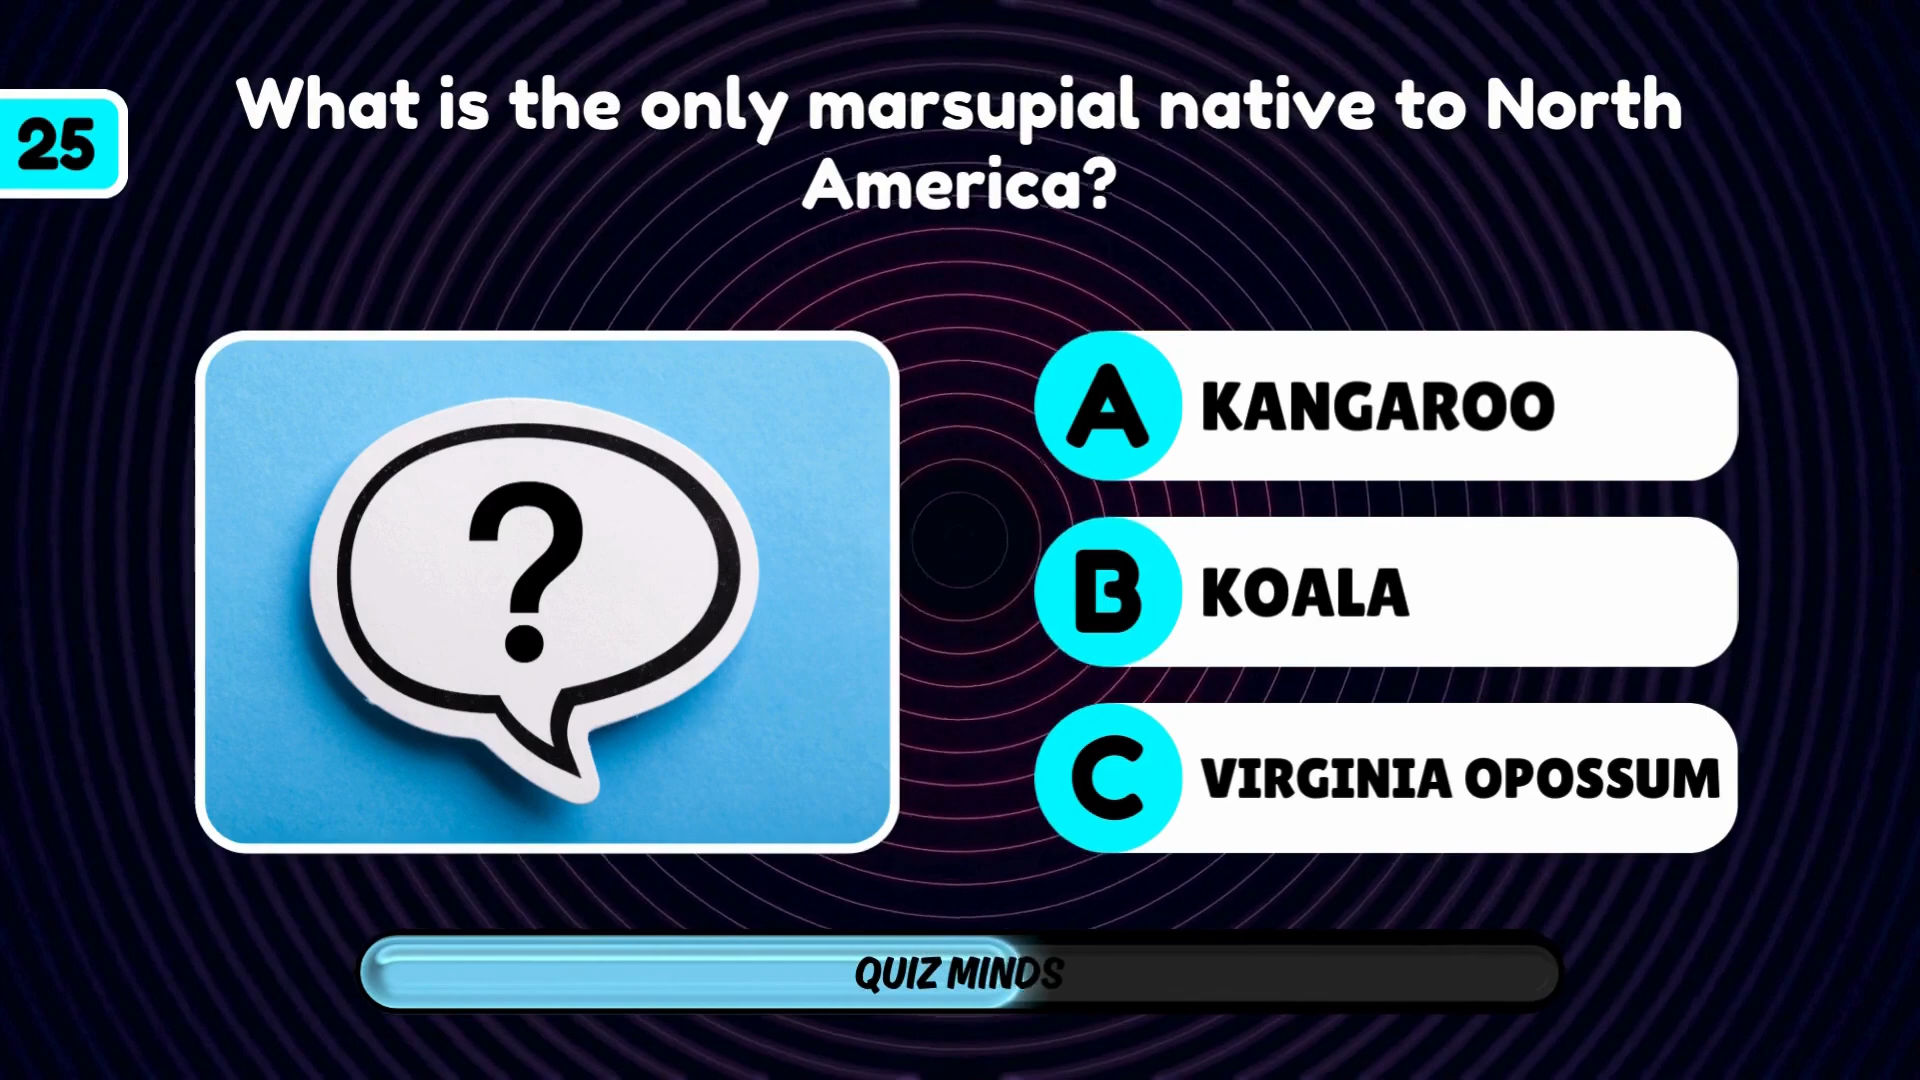 25
What is the only marsupial native to North
America?
?
A KANGAROO
B KOALA
C VIRGINIA OPOSSUM
QUIZ MINDS